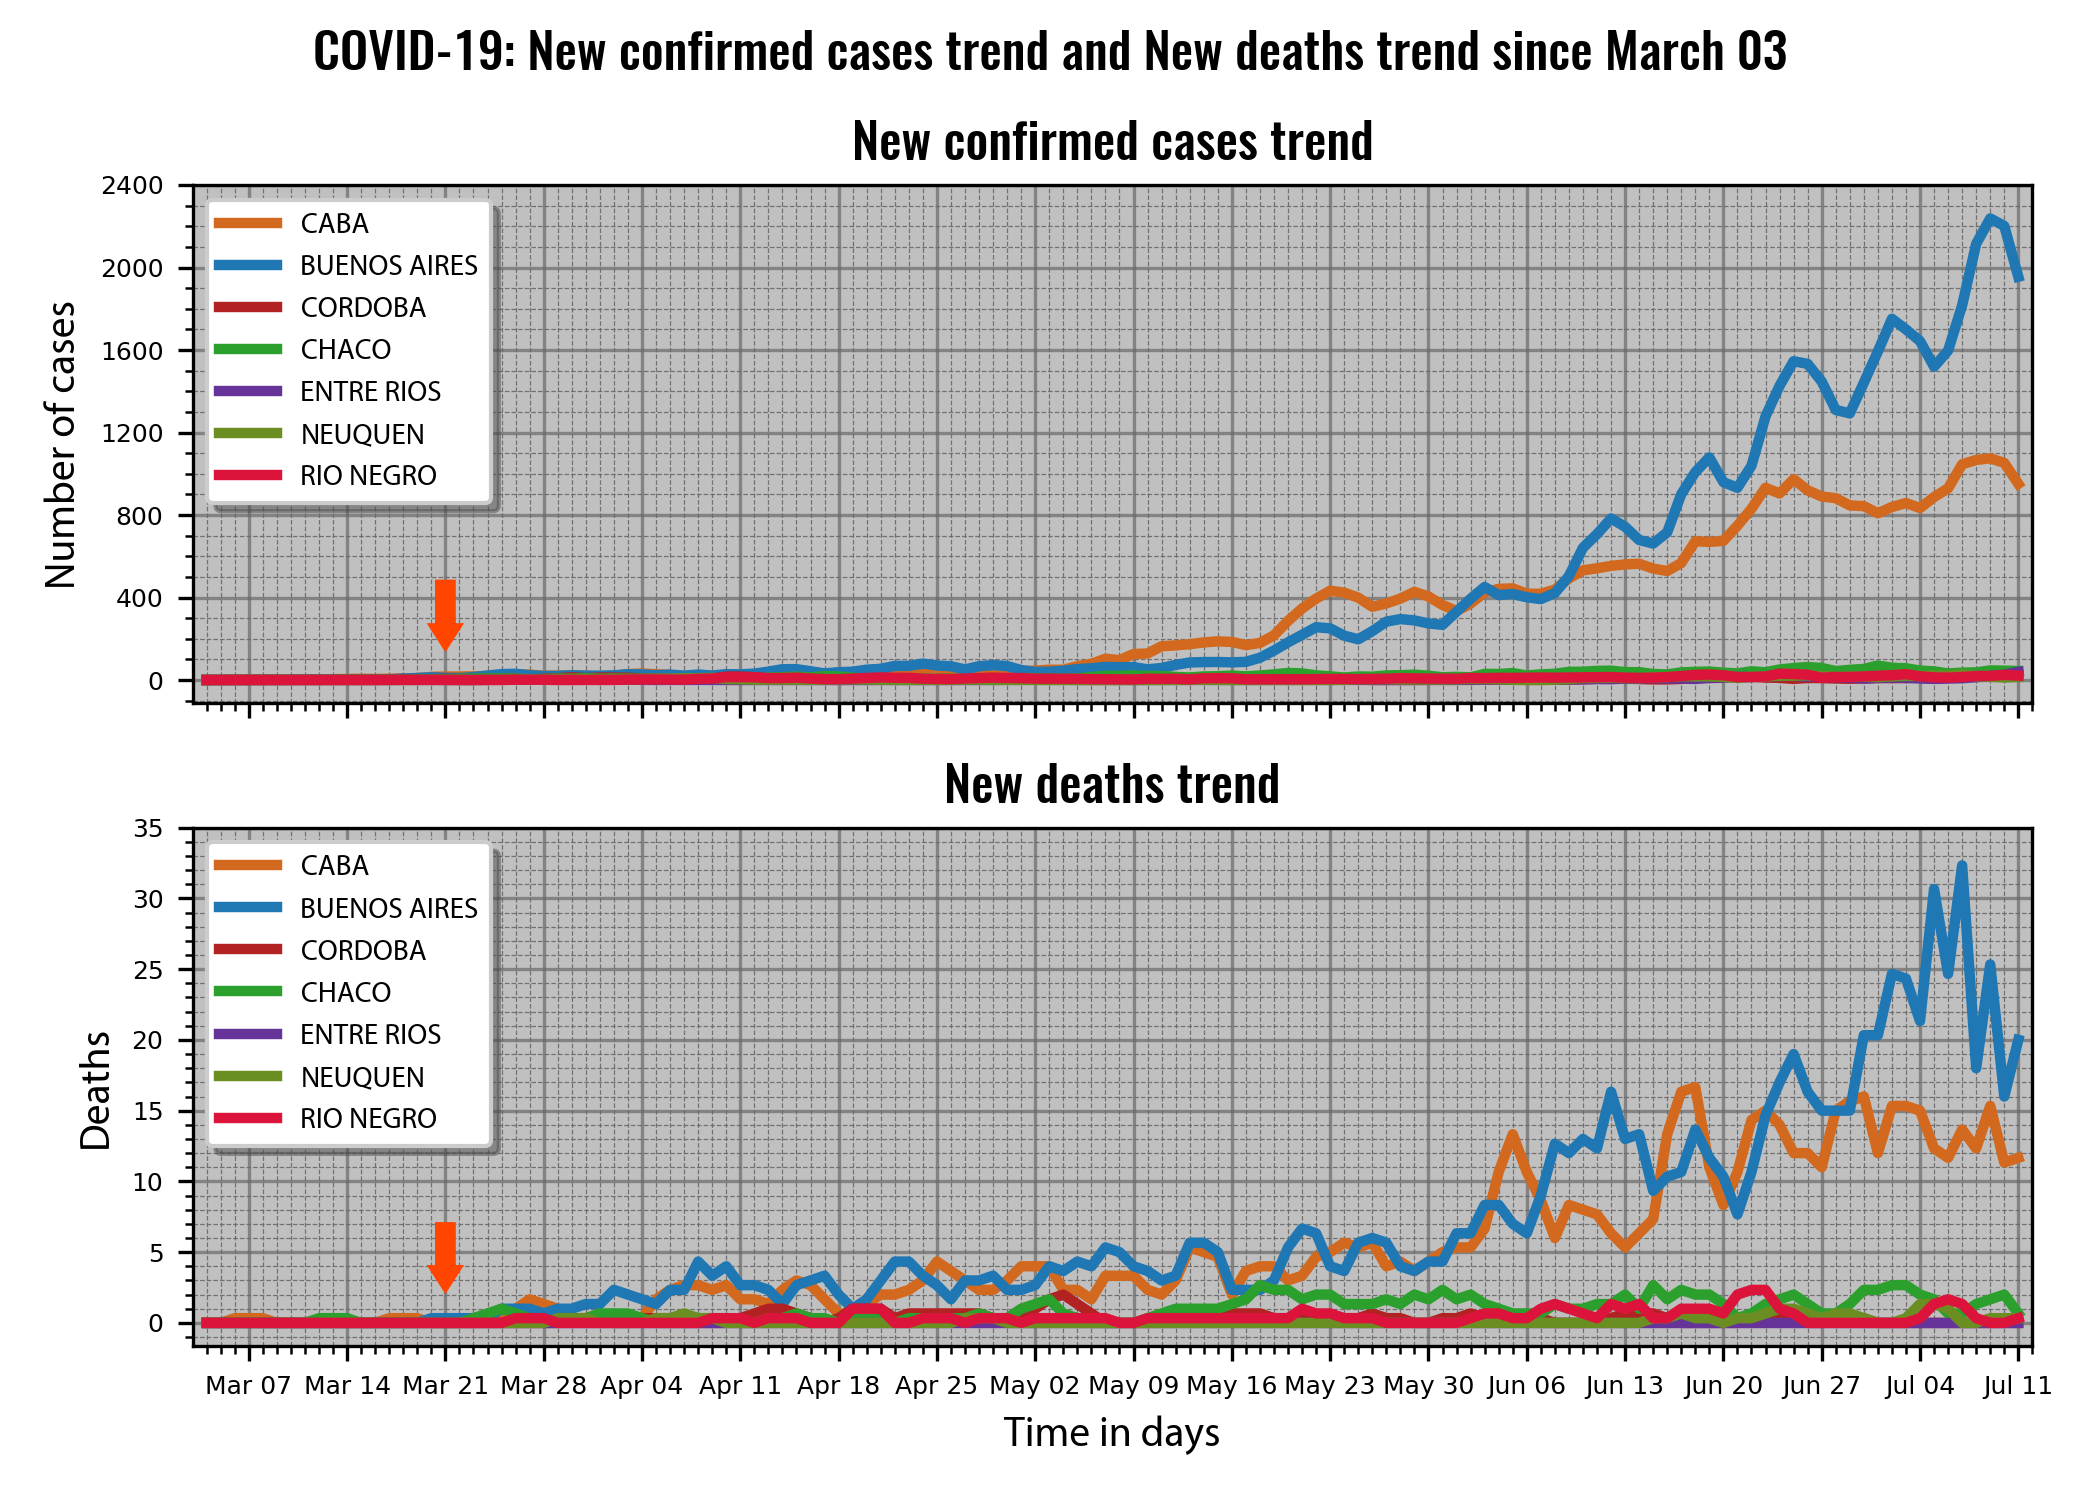 COVID-19: New confirmed cases trend and New deaths trend since March 03
New confirmed cases trend
2400
2000
1600
1200
800
400
0
Number of cases
CABA
BUENOS AIRES
CORDOBA
CHACO
ENTRE RIOS
NEUQUEN
RIO NEGRO
New deaths trend
35
30
25
20
15
10
5
0
Deaths
CABA
BUENOS AIRES
CORDOBA
CHACO
ENTRE RIOS
NEUQUEN
RIO NEGRO
Mar 07 Mar 14 Mar 21 Mar 28 Apr 04 Apr 11 Apr 18 Apr 25 May 02 May 09 May 16 May 23 May 30 Jun 06 Jun 13 Jun 20 Jun 27 Jul 04 Jul 11
Time in days